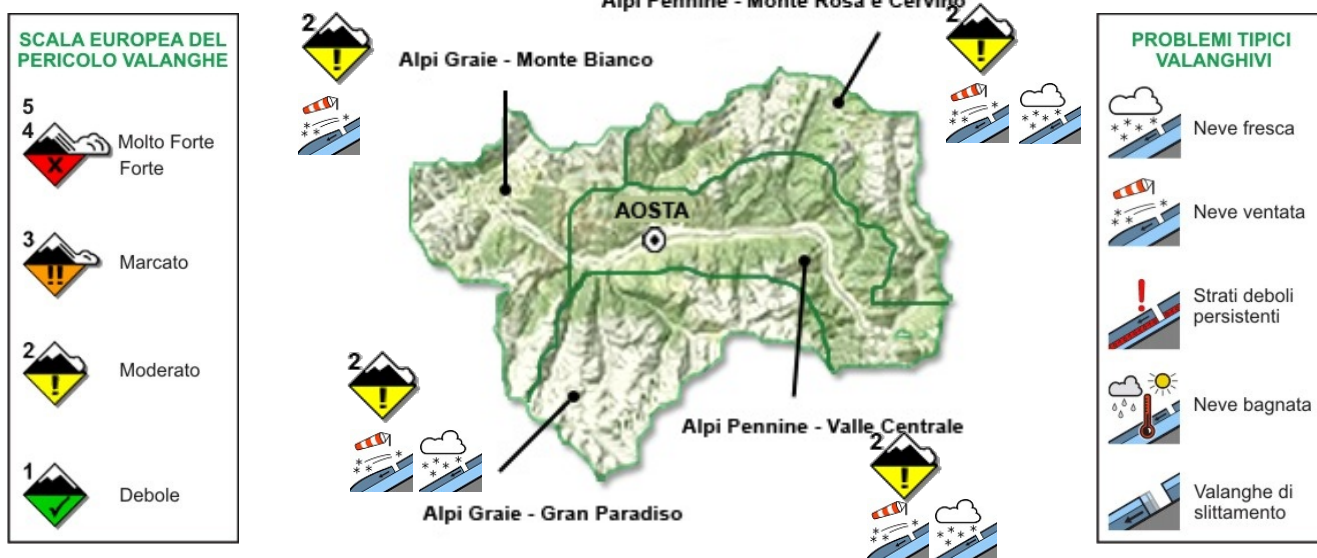 SCALA EUROPEA DEL
PERICOLO VALANGHE
5
4
Molto Forte
Forte
3
Marcato
2
Moderato
1
Debole
2
Alpi Graie - Monte Bianco
Alpi Pennine - Monte Rosa e Cervino
2
AOSTA
2
Alpi Graie - Gran Paradiso
Alpi Pennine - Valle Centrale
2
PROBLEMI TIPICI
VALANGHIVI
Neve fresca
Neve ventata
Strati deboli
persistenti
Neve bagnata
Valanghe di
slittamento